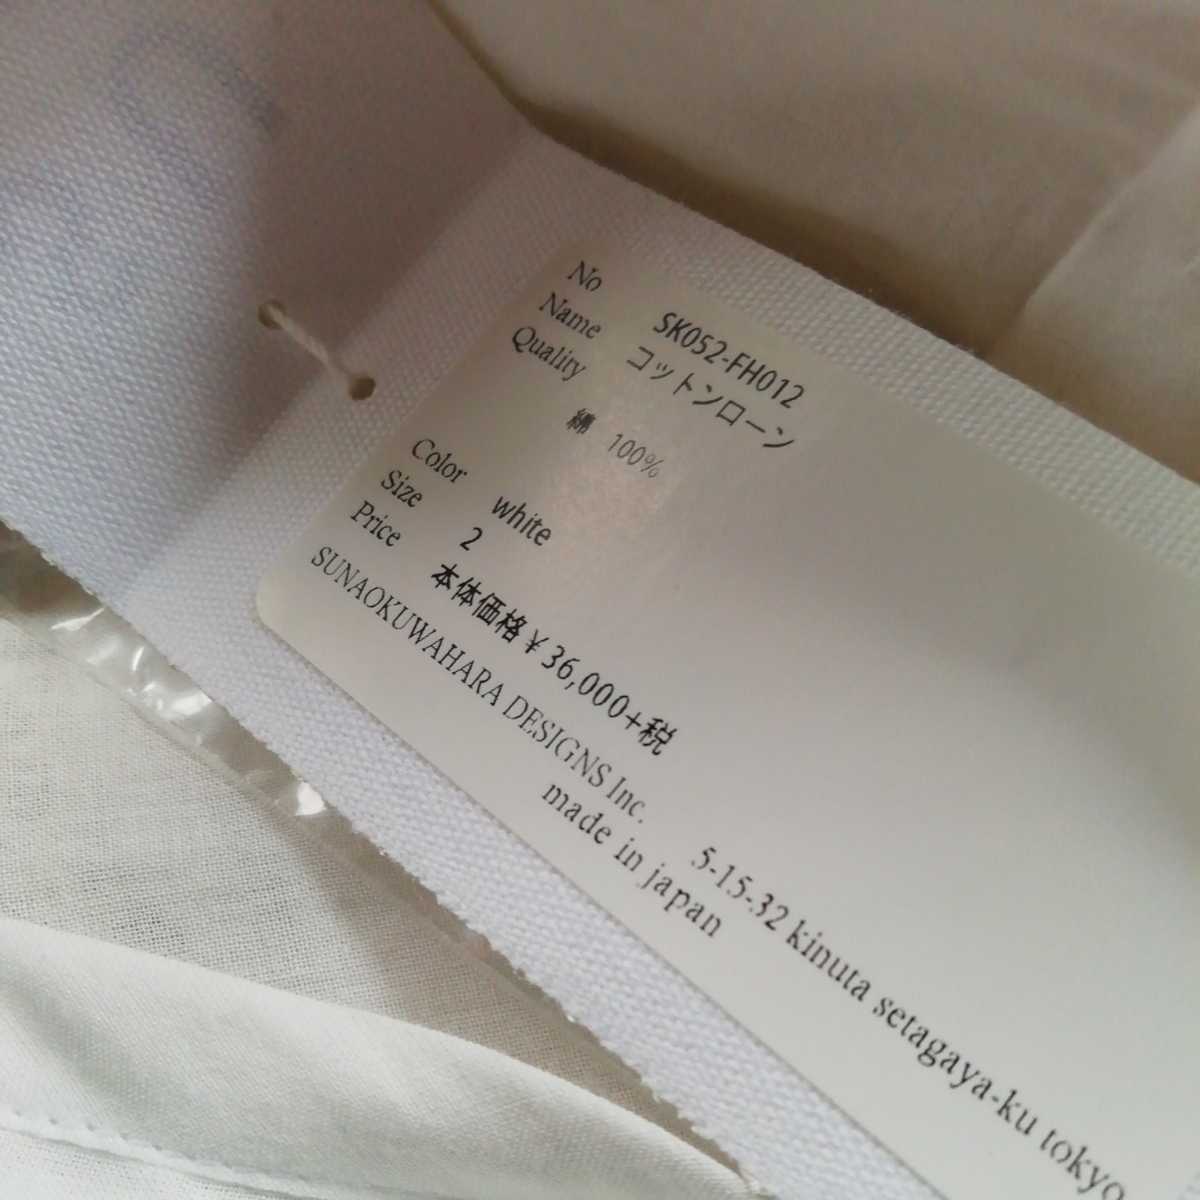 No SK052-FH012
Name コットンローン
Quality
綿 100%
Color white
Size 2
Price 本体価格¥36,000+税
SUNAOKUWAHARA DESIGNS Inc. 5-15-32 kinuta setagaya-ku tokyo
made in japan